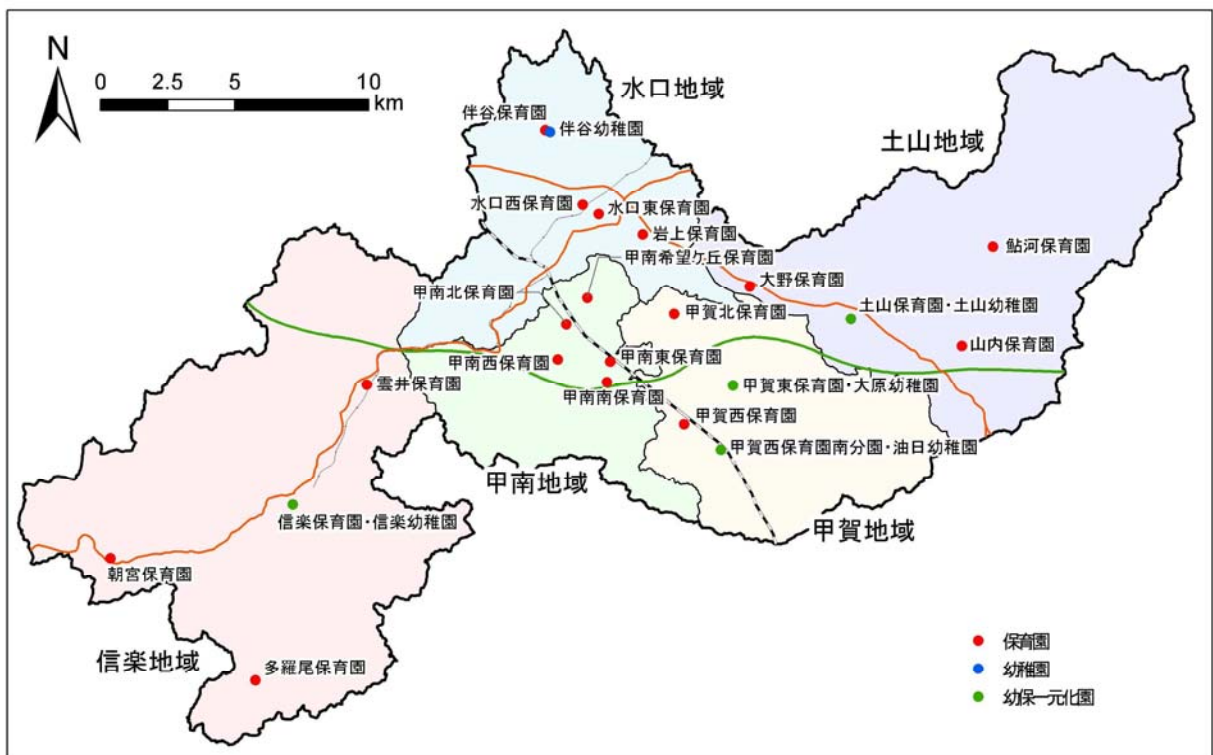 N
0 2.5 5 10
km
水口地域
伴谷保育園
伴谷幼稚園
土山地域
水口西保育園
水口東保育園
岩上保育園
鮎河保育園
甲南希望ケ丘保育園
大野保育園
甲南北保育園
甲賀北保育園
土山保育園・土山幼稚園
山内保育園
甲南西保育園
甲南東保育園
雲井保育園
甲賀東保育園・大原幼稚園
甲南南保育園
甲賀西保育園
甲賀西保育園南分園・油日幼稚園
甲南地域
信楽保育園・信楽幼稚園
甲賀地域
朝宮保育園
信楽地域
多羅尾保育園
保育園
幼稚園
幼保一元化園